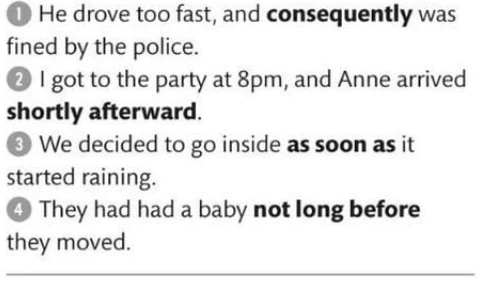 1 He drove too fast, and consequently was
fined by the police.
2 I got to the party at 8pm, and Anne arrived
shortly afterward.
3 We decided to go inside as soon as it
started raining.
4 They had had a baby not long before
they moved.